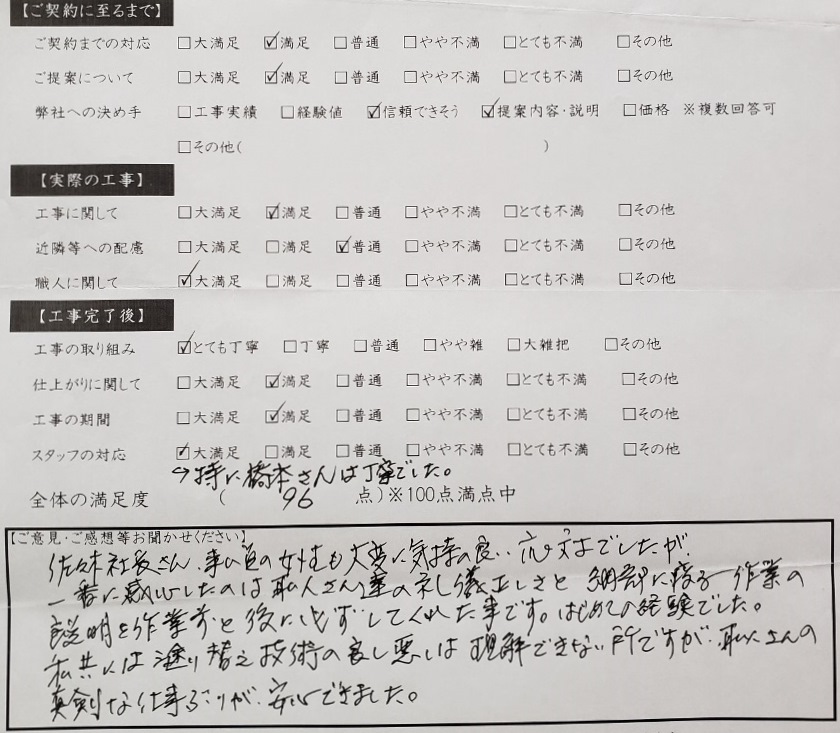 【ご契約に至るまで】
ご契約までの対応 □大満足 ☑満足 □普通 □やや不満 □とても不満 □その他
ご提案について □大満足 ☑満足 □普通 □やや不満 □とても不満 □その他
弊社への決め手 □工事実績 □経験値 ☑信頼できそう ☑提案内容・説明 □価格 ※複数回答可
□その他( )
【実際の工事】
工事に関して □大満足 ☑満足 □普通 □やや不満 □とても不満 □その他
近隣等への配慮 □大満足 □満足 ☑普通 □やや不満 □とても不満 □その他
職人に関して ☑大満足 □満足 □普通 □やや不満 □とても不満 □その他
【工事完了後】
工事の取り組み ☑とても丁寧 □丁寧 □普通 □やや雑 □大雑把 □その他
仕上がりに関して □大満足 ☑満足 □普通 □やや不満 □とても不満 □その他
工事の期間 □大満足 ☑満足 □普通 □やや不満 □とても不満 □その他
スタッフの対応 ☑大満足 □満足 □普通 □やや不満 □とても不満 □その他
→特に橋本さんは丁寧でした。
全体の満足度 ( 96 点)※100点満点中
【ご意見・ご感想等お聞かせください】
佐々木社長さん、事ム員の女性も大変に気持の良い応対でしたが、
一番に感心したのは職人さん達の礼儀正しさと細部に渡る作業の
説明を作業前と後に必ずしてくれた事です。はじめての経験でした。
私共には塗り替え技術の良し悪しは理解できない所ですが、職人さんの
真剣な仕事ぶりが、安心できました。